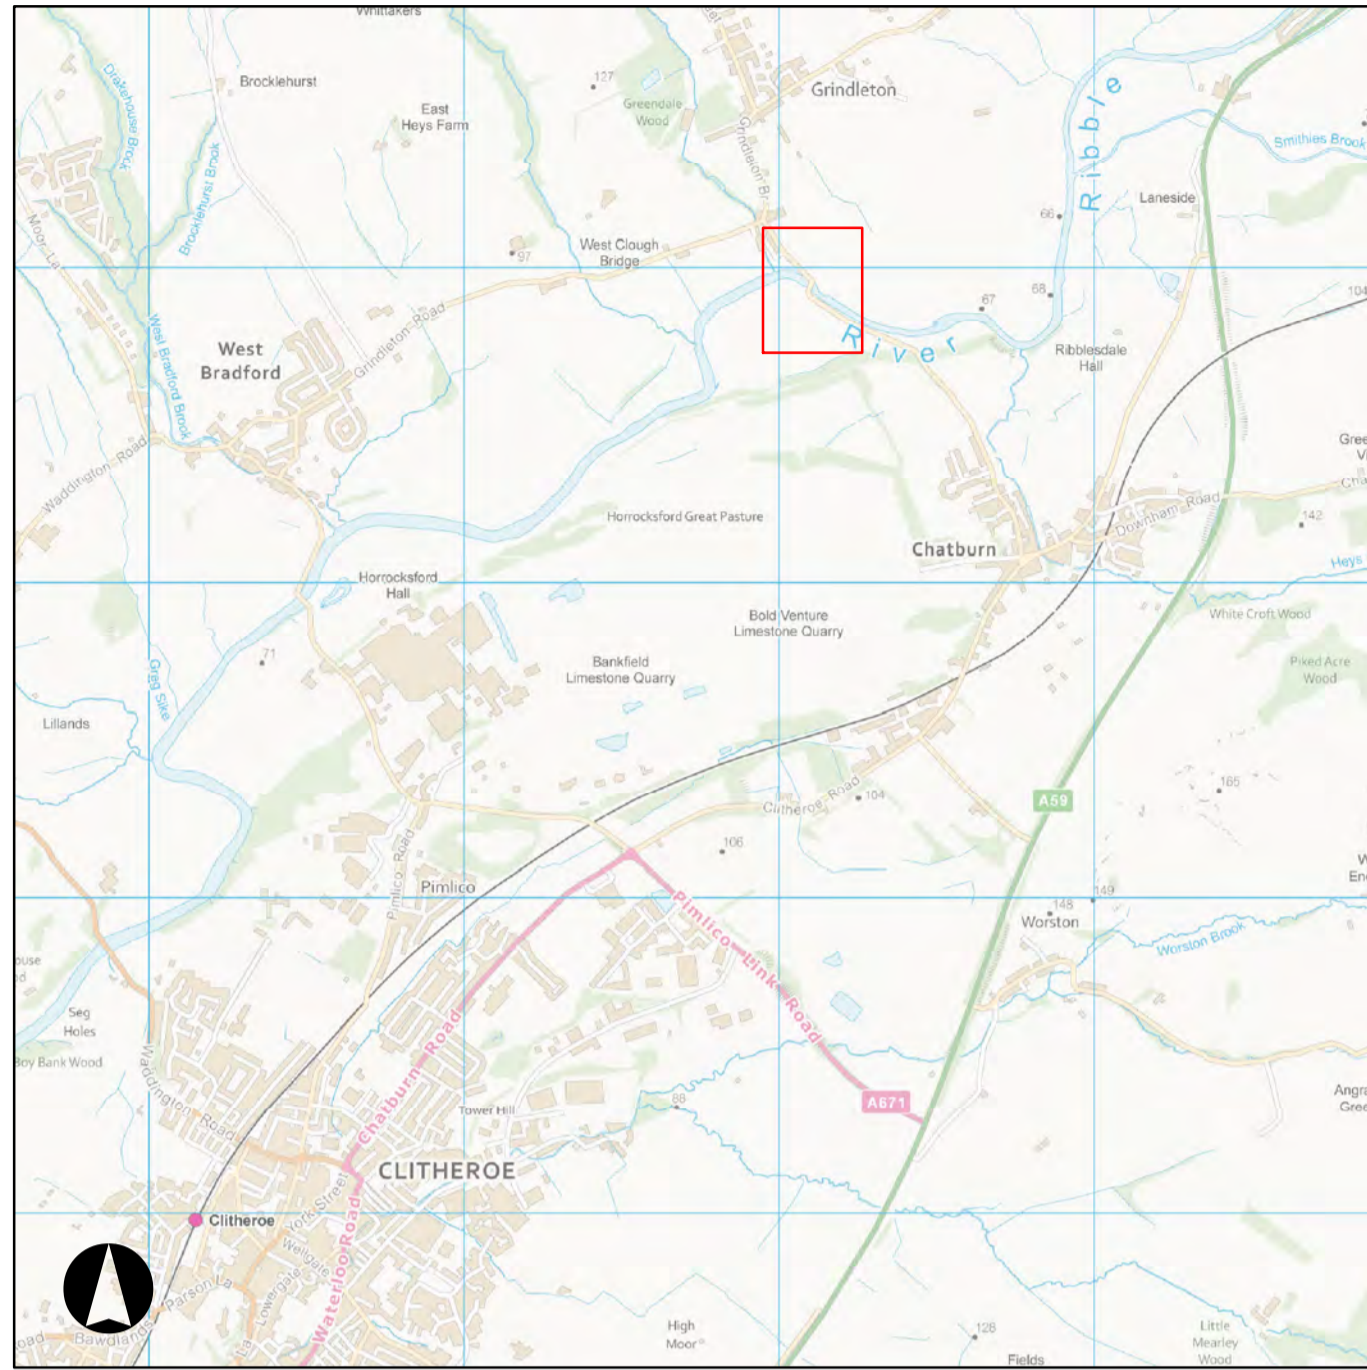 Whittakers
Drakehouse Brook
Brocklehurst
127
Greendale
Wood
Grindleton
East
Heys Farm
Grindleton Br
Ribble
Smithies Brook
Brocklehurst Brook
Laneside
66
Moor La
97
West Clough
Bridge
67
68
104
River
West Bradford Brook
Grindleton Road
West
Bradford
Ribblesdale
Hall
Waddington Road
Horrocksford Great Pasture
Downham Road
142
Chatburn
Heys
Horrocksford
Hall
Bold Venture
Limestone Quarry
White Croft Wood
71
Bankfield
Limestone Quarry
Piked Acre
Wood
Greg Sike
Lillands
165
Clitheroe Road
104
A59
106
Pimlico Road
Pimlico
149
148
Worston
Pimlico Link Road
Worston Brook
Seg
Holes
Boy Bank Wood
Waddington Road
Chatburn Road
Tower Hill
88
A671
CLITHEROE
York Street
Clitheroe
Wellgate
Lowergate
Waterloo Road
Parson La
Bawdlands
High
Moor
128
Fields
Little
Mearley
Wood